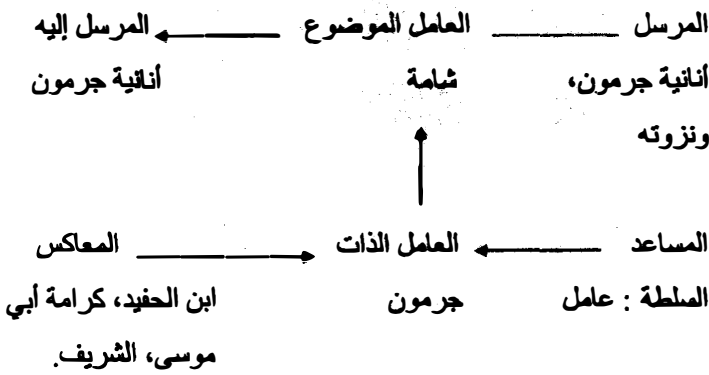 المرسل العامل الموضوع المرسل إليه
أنانية جرمون، شامة أنانية جرمون
ونزوته
المساعد العامل الذات المعاكس
السلطة : عامل جرمون ابن الحفيد، كرامة أبي
موسى، الشريف.